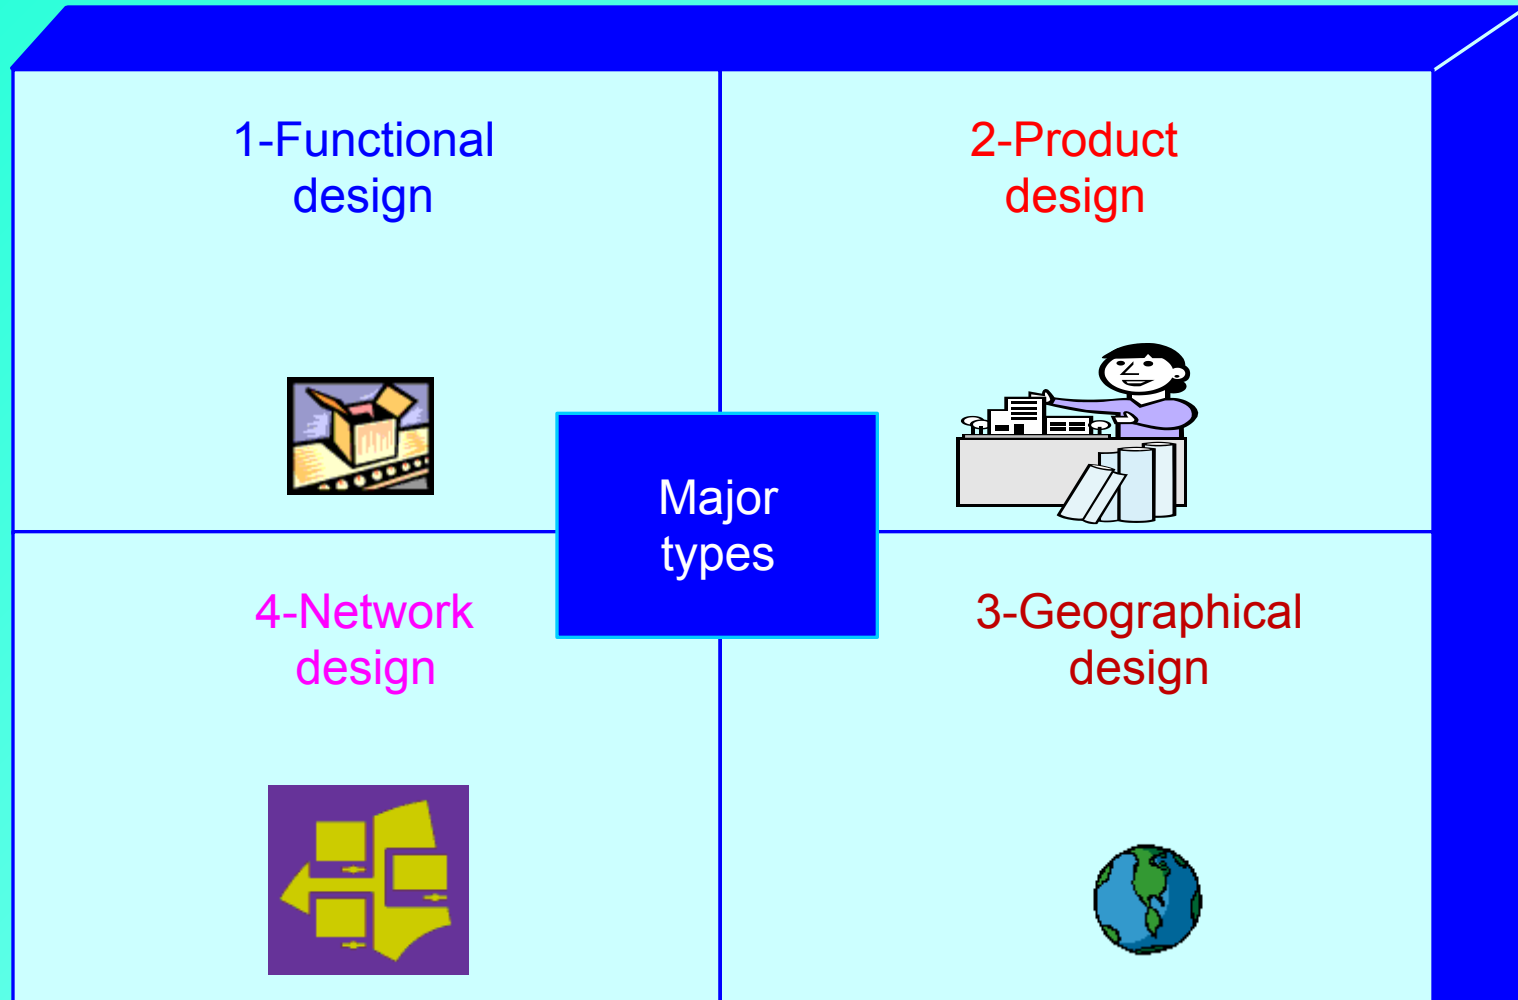 1-Functional
design
2-Product
design
Major
types
4-Network
design
3-Geographical
design